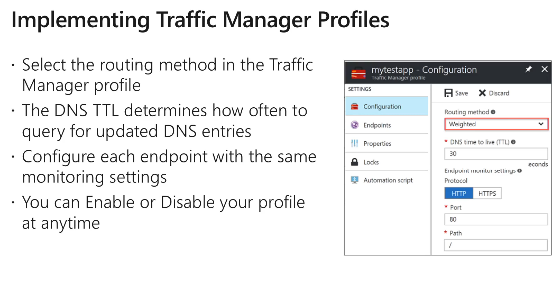 Implementing Traffic Manager Profiles
· Select the routing method in the Traffic
Manager profile
· The DNS TTL determines how often to
query for updated DNS entries
· Configure each endpoint with the same
monitoring settings
· You can Enable or Disable your profile
at anytime
mytestapp - Configuration
Traffic Manager profile
SETTINGS
Configuration
Endpoints
Properties
Locks
Automation script
Save Discard
Routing method
Weighted
* DNS time to live (TTL)
30
econds
Endpoint monitor settings
Protocol
HTTP HTTPS
* Port
80
* Path
/